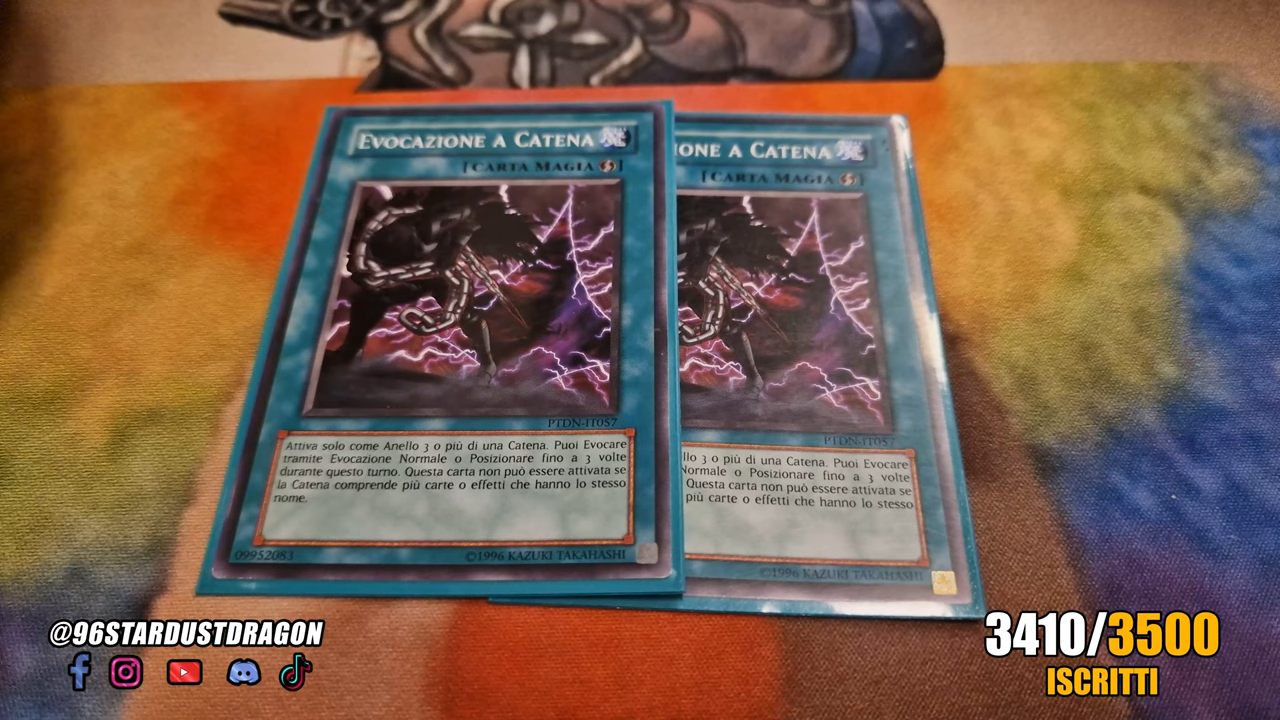 EVOCAZIONE A CATENA
[CARTA MAGIA]
PTDN-IT057
Attiva solo come Anello 3 o più di una Catena. Puoi Evocare
tramite Evocazione Normale o Posizionare fino a 3 volte
durante questo turno. Questa carta non può essere attivata se
la Catena comprende più carte o effetti che hanno lo stesso
nome.
09952083
©1996 KAZUKI TAKAHASHI
IONE A CATENA
[CARTA MAGIA]
PTDN-IT057
llo 3 o più di una Catena. Puoi Evocare
Normale o Posizionare fino a 3 volte
Questa carta non può essere attivata se
più carte o effetti che hanno lo stesso
©1996 KAZUKI TAKAHASHI
@96STARDUSTDRAGON
3410/3500
ISCRITTI